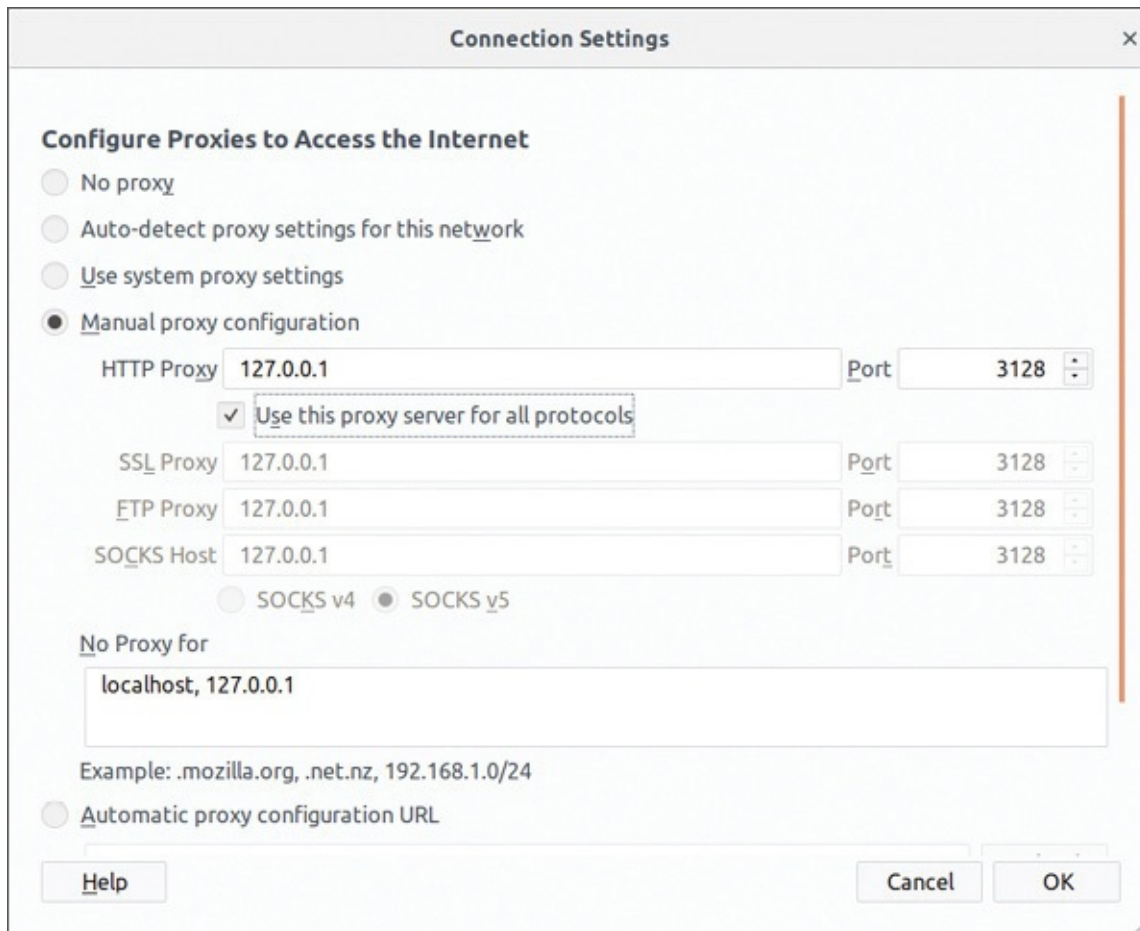 Connection Settings
Configure Proxies to Access the Internet
No proxy
Auto-detect proxy settings for this network
Use system proxy settings
Manual proxy configuration
HTTP Proxy 127.0.0.1 Port 3128
Use this proxy server for all protocols
SSL Proxy 127.0.0.1 Port 3128
FTP Proxy 127.0.0.1 Port 3128
SOCKS Host 127.0.0.1 Port 3128
SOCKS v4 SOCKS v5
No Proxy for
localhost, 127.0.0.1
Example: .mozilla.org, .net.nz, 192.168.1.0/24
Automatic proxy configuration URL
Help Cancel OK